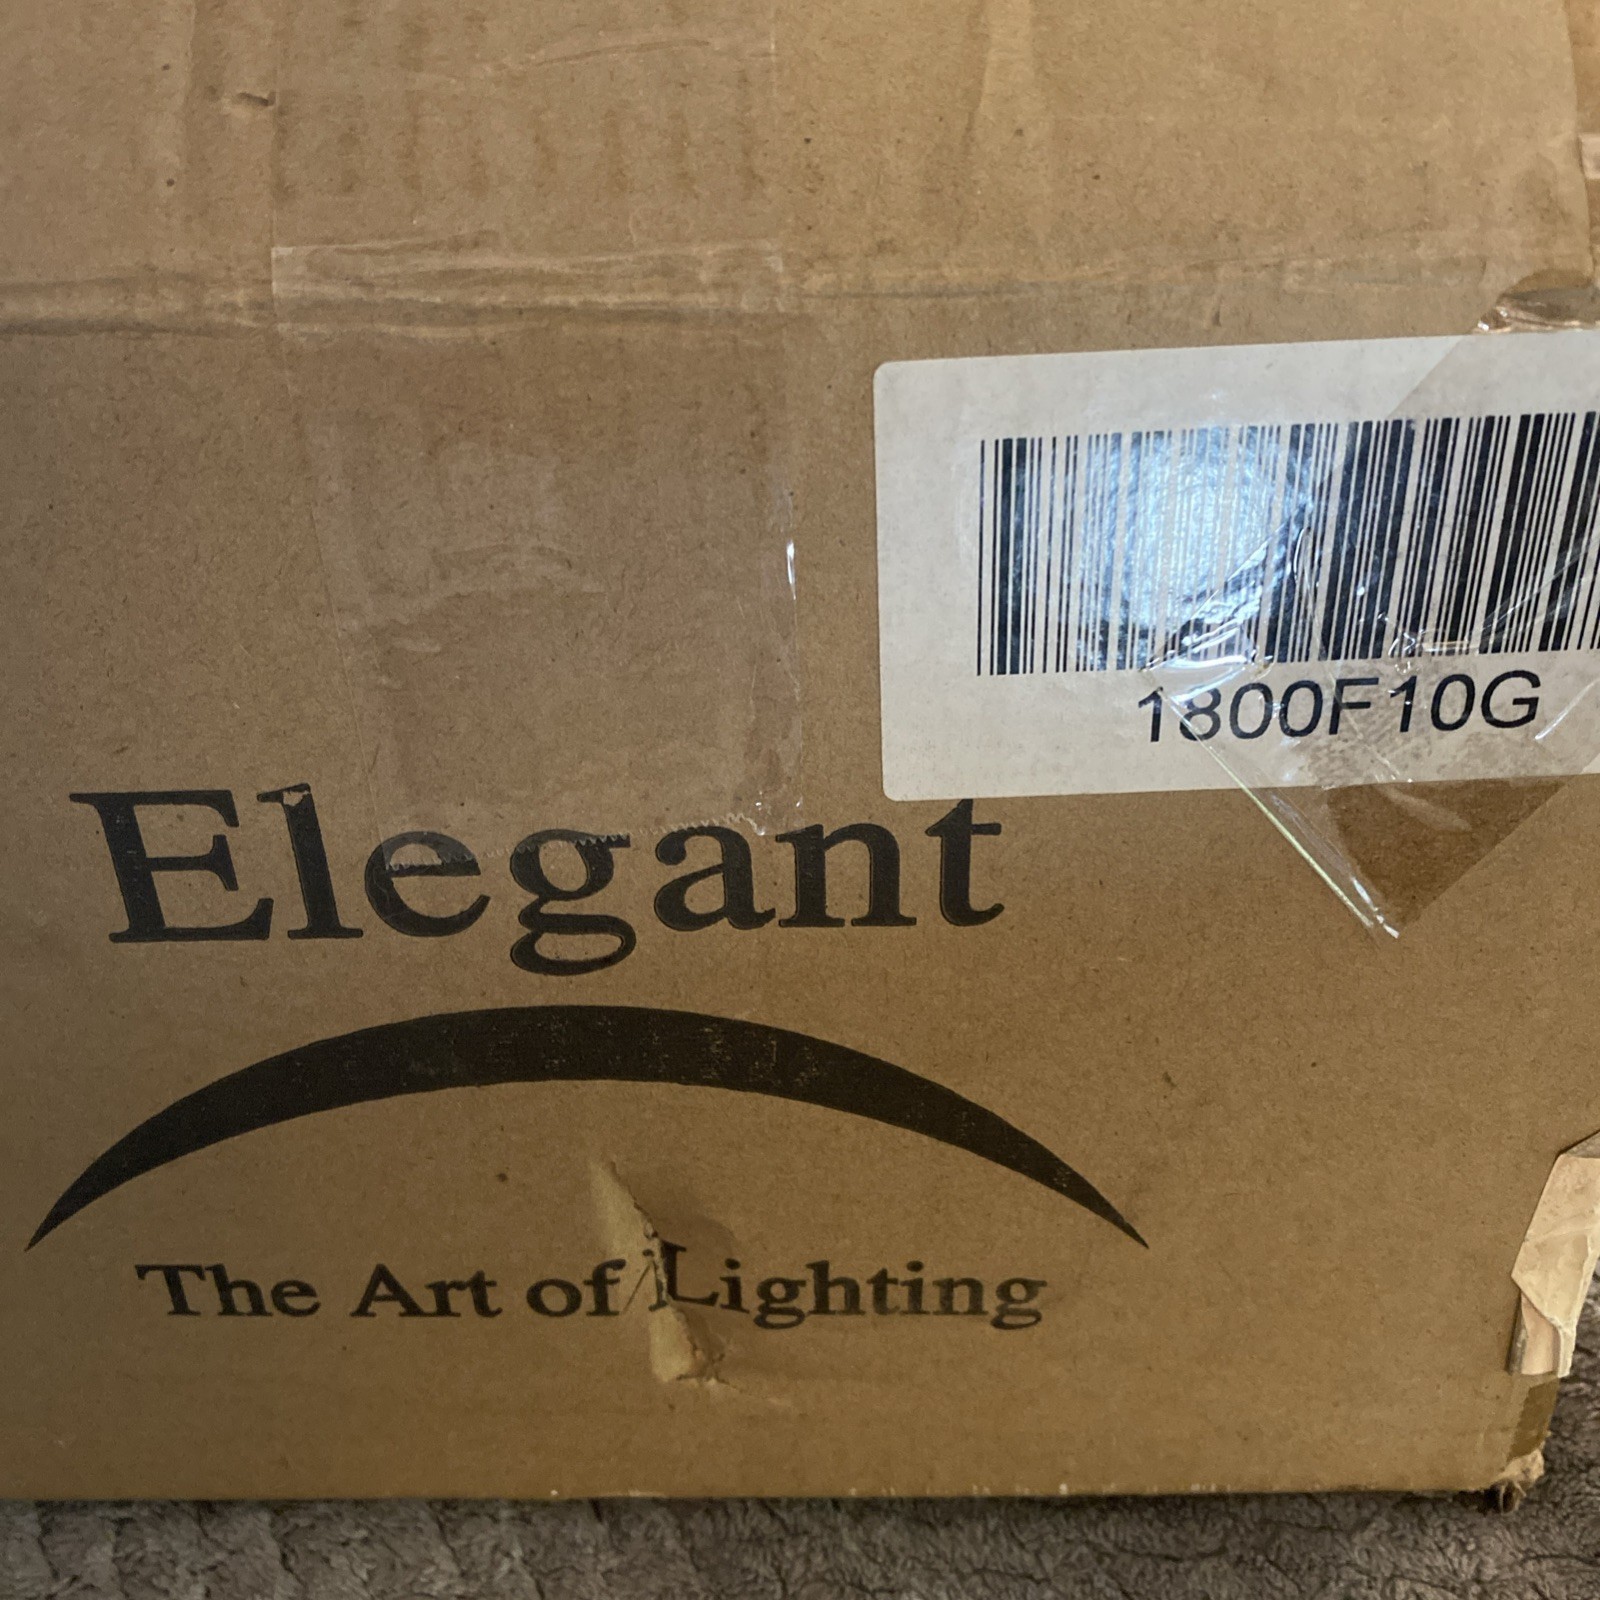 1800F10G
Elegant
The Art of Lighting